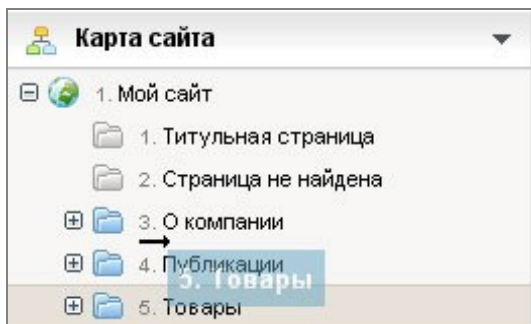 Карта сайта
1. Мой сайт
1. Титульная страница
2. Страница не найдена
3. О компании
4. Публикации
5. Товары
5. Товары